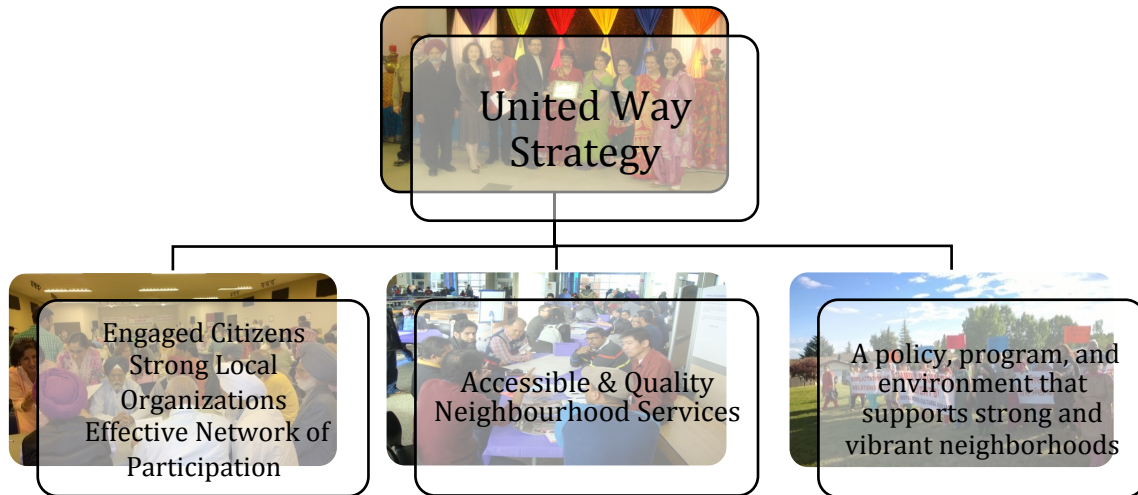 United Way
Strategy
Engaged Citizens
Strong Local
Organizations
Effective Network of
Participation
Accessible & Quality
Neighbourhood Services
A policy, program, and
environment that
supports strong and
vibrant neighborhoods